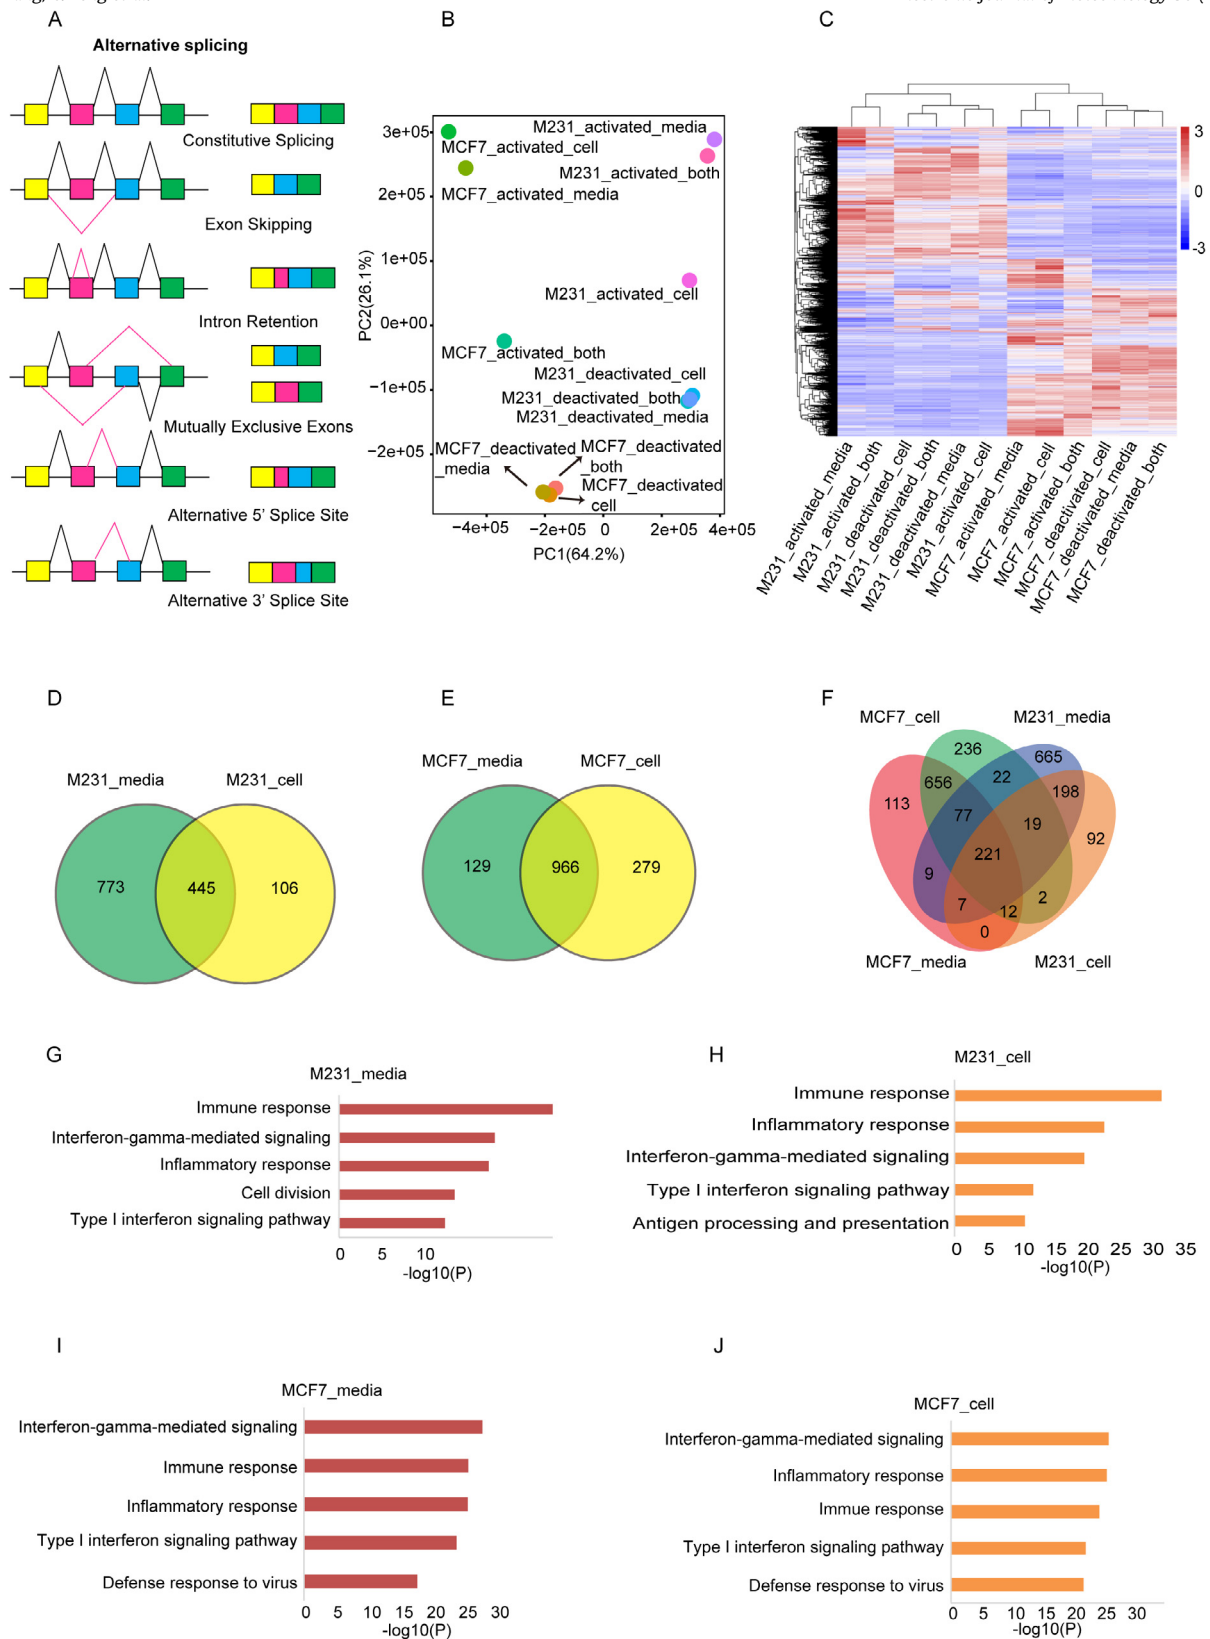 A
Alternative splicing
Constitutive Splicing
Exon Skipping
Intron Retention
Mutually Exclusive Exons
Alternative 5' Splice Site
Alternative 3' Splice Site
B
PC2(26.1%)
3e+05
2e+05
1e+05
0e+00
−1e+05
−2e+05
M231_activated_media
MCF7_activated_cell
M231_activated_both
MCF7_activated_media
M231_activated_cell
MCF7_activated_both
M231_deactivated_cell
M231_deactivated_both
M231_deactivated_media
MCF7_deactivated
_media
MCF7_deactivated
_both
MCF7_deactivated
cell
−4e+05
−2e+05
0
2e+05
4e+05
PC1(64.2%)
C
3
0
-3
M231_activated_media
M231_activated_both
M231_deactivated_cell
M231_deactivated_both
M231_deactivated_media
M231_activated_cell
MCF7_activated_media
MCF7_activated_cell
MCF7_activated_both
MCF7_deactivated_cell
MCF7_deactivated_media
MCF7_deactivated_both
D
M231_media
M231_cell
773
445
106
E
MCF7_media
MCF7_cell
129
966
279
F
MCF7_cell
M231_media
236
665
656
22
198
113
77
19
92
221
9
7
12
2
0
MCF7_media
M231_cell
G
M231_media
Immune response
Interferon-gamma-mediated signaling
Inflammatory response
Cell division
Type I interferon signaling pathway
0 5 10
-log10(P)
H
M231_cell
Immune response
Inflammatory response
Interferon-gamma-mediated signaling
Type I interferon signaling pathway
Antigen processing and presentation
0 5 10 15 20 25 30 35
-log10(P)
I
MCF7_media
Interferon-gamma-mediated signaling
Immune response
Inflammatory response
Type I interferon signaling pathway
Defense response to virus
0 5 10 15 20 25 30
-log10(P)
J
MCF7_cell
Interferon-gamma-mediated signaling
Inflammatory response
Immue response
Type I interferon signaling pathway
Defense response to virus
0 5 10 15 20 25 30
-log10(P)